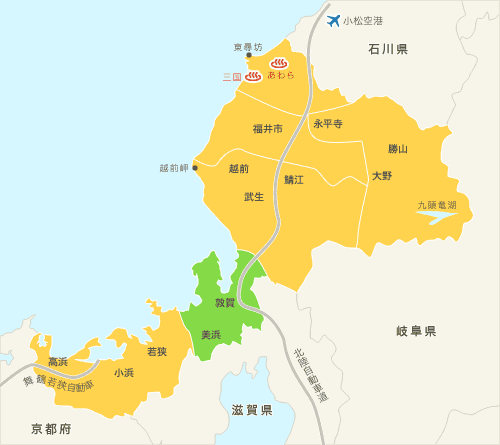 小松空港
石川県
東尋坊
三国
あわら
福井市
永平寺
勝山
越前岬
越前
鯖江
大野
武生
九頭竜湖
敦賀
美浜
岐阜県
若狭
高浜
小浜
舞鶴若狭自動車
北陸自動車道
滋賀県
京都府